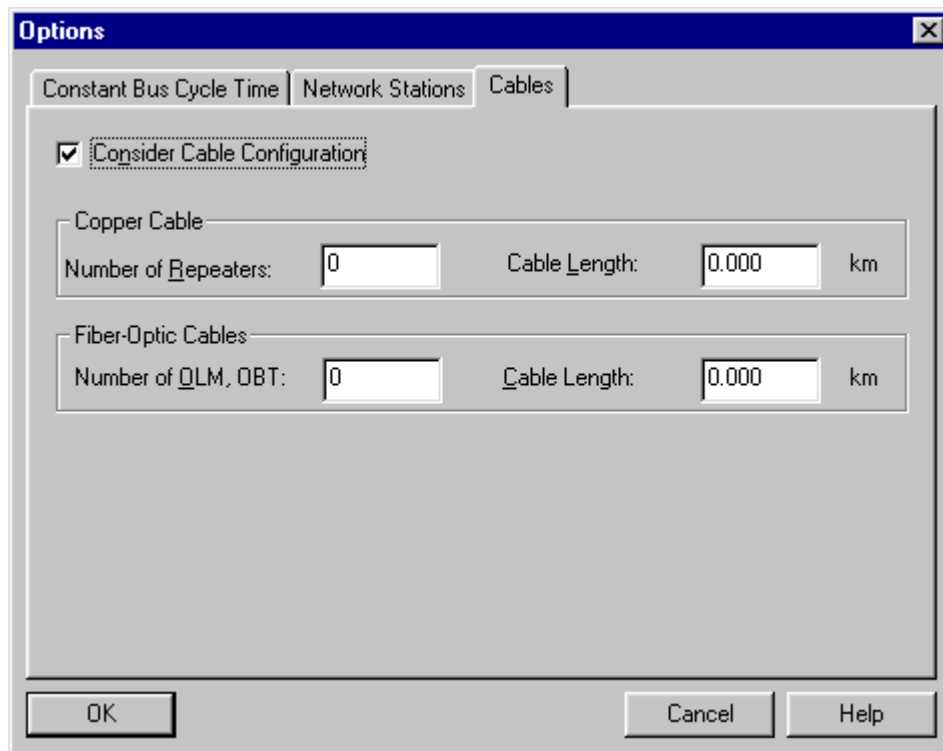 Options
Constant Bus Cycle Time Network Stations Cables
Consider Cable Configuration
Copper Cable
Number of Repeaters: 0 Cable Length: 0.000 km
Fiber-Optic Cables
Number of OLM, OBT: 0 Cable Length: 0.000 km
OK Cancel Help